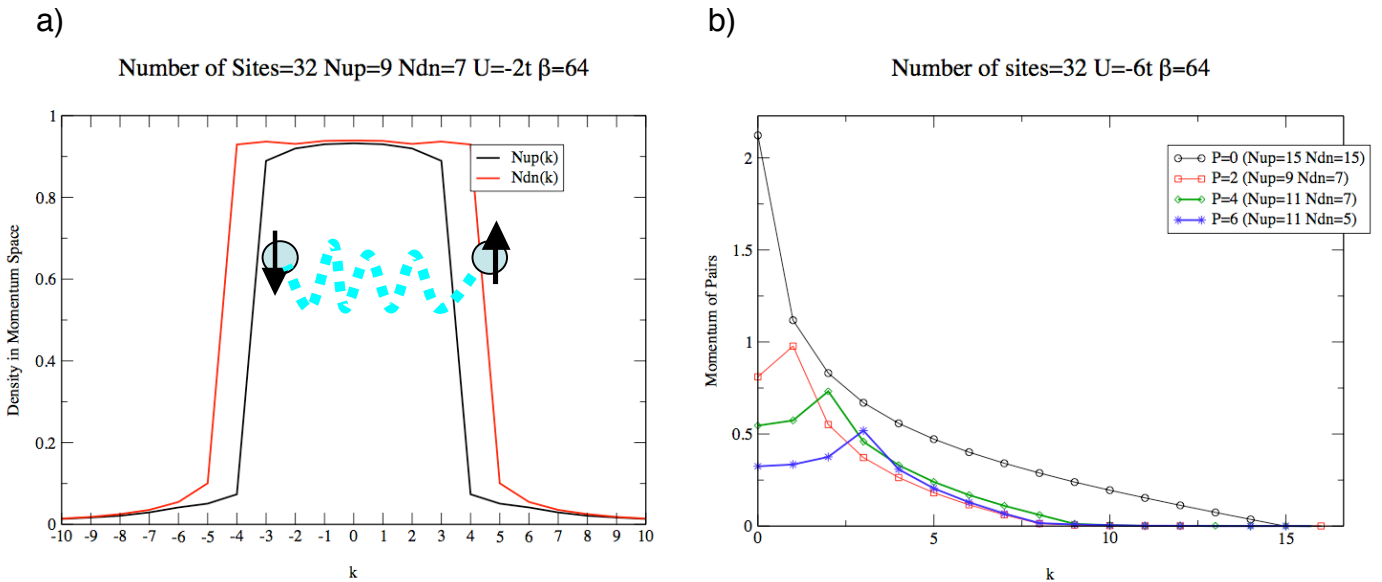 a)
Number of Sites=32 Nup=9 Ndn=7 U=-2t β=64
1
0.8
0.6
0.4
0.2
0
Density in Momentum Space
Nup(k)
Ndn(k)
-10 -9 -8 -7 -6 -5 -4 -3 -2 -1 0 1 2 3 4 5 6 7 8 9 10
k
b)
Number of sites=32 U=-6t β=64
2
1.5
1
0.5
0
Momentum of Pairs
P=0 (Nup=15 Ndn=15)
P=2 (Nup=9 Ndn=7)
P=4 (Nup=11 Ndn=7)
P=6 (Nup=11 Ndn=5)
0 5 10 15
k